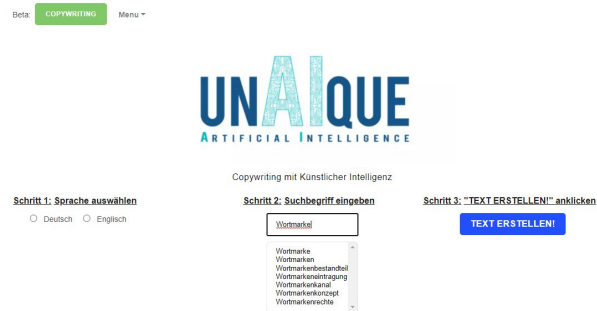 Beta: COPYWRITING Menu
UNAIQUE
ARTIFICIAL INTELLIGENCE
Copywriting mit Künstlicher Intelligenz
Schritt 1: Sprache auswählen
Deutsch Englisch
Schritt 2: Suchbegriff eingeben
Wortmarkel
Wortmarke
Wortmarken
Wortmarkenbestandteil
Wortmarkeneintragung
Wortmarkenkanal
Wortmarkenkonzept
Wortmarkenrechte
Schritt 3: "TEXT ERSTELLEN!" anklicken
TEXT ERSTELLEN!